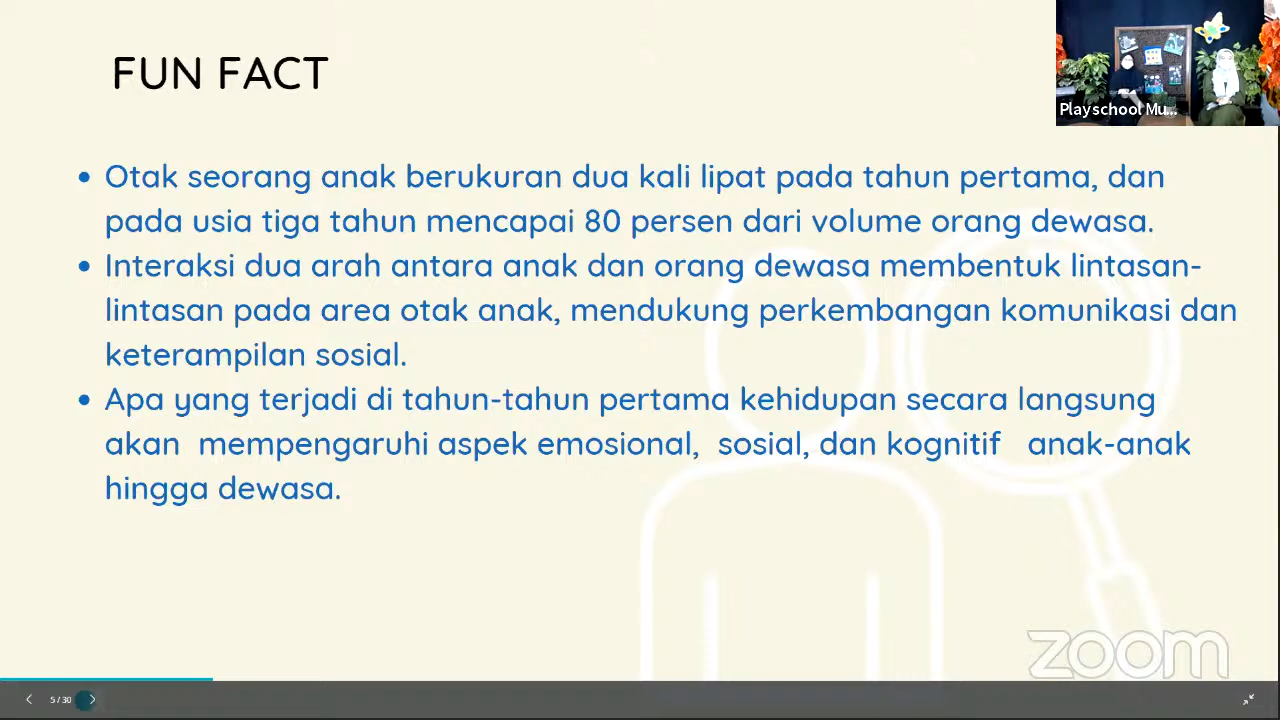 FUN FACT
Playschool Mu...
• Otak seorang anak berukuran dua kali lipat pada tahun pertama, dan
pada usia tiga tahun mencapai 80 persen dari volume orang dewasa.
• Interaksi dua arah antara anak dan orang dewasa membentuk lintasan-
lintasan pada area otak anak, mendukung perkembangan komunikasi dan
keterampilan sosial.
• Apa yang terjadi di tahun-tahun pertama kehidupan secara langsung
akan  mempengaruhi aspek emosional,  sosial, dan kognitif   anak-anak
hingga dewasa.
zoom
5 / 30